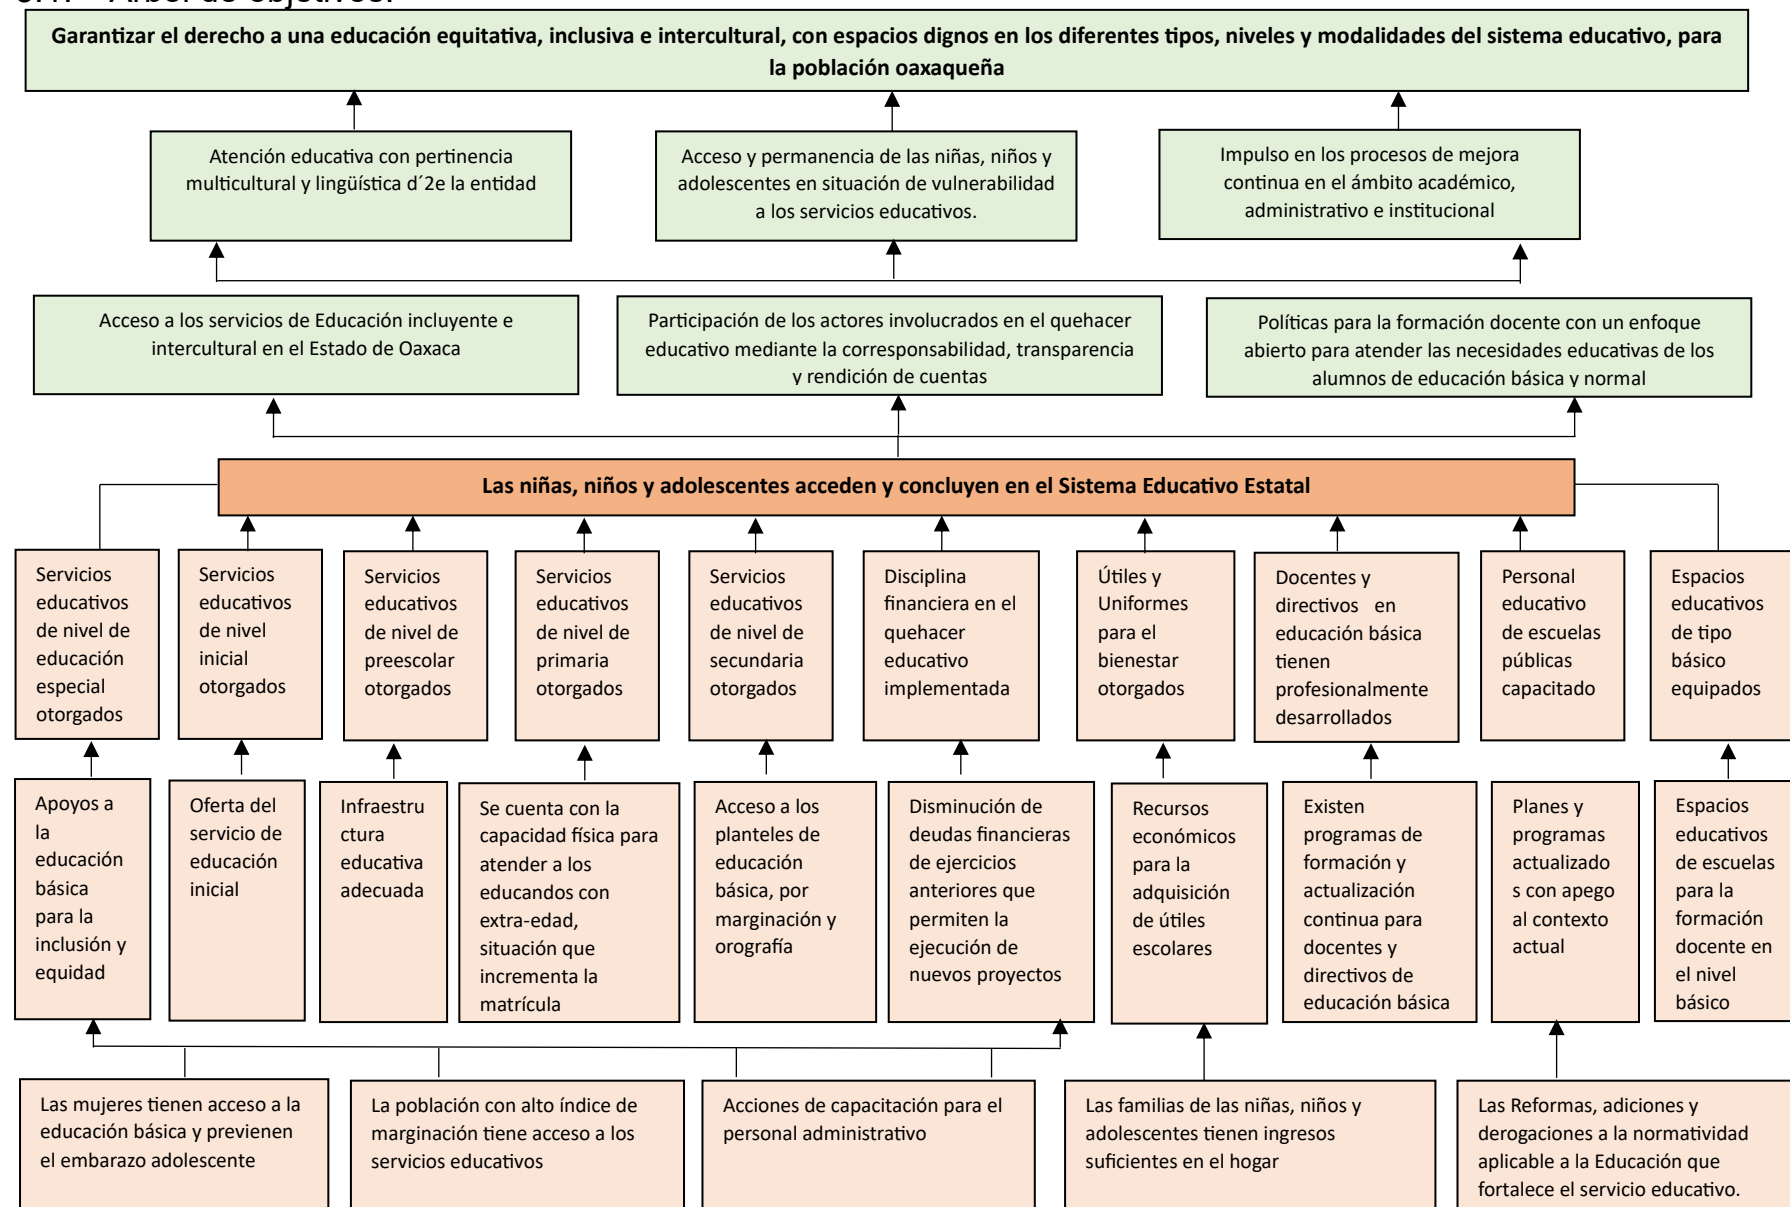 Garantizar el derecho a una educación equitativa, inclusiva e intercultural, con espacios dignos en los diferentes tipos, niveles y modalidades del sistema educativo, para
la población oaxaqueña
Atención educativa con pertinencia
multicultural y lingüística d´2e la entidad
Acceso y permanencia de las niñas, niños y
adolescentes en situación de vulnerabilidad
a los servicios educativos.
Impulso en los procesos de mejora
continua en el ámbito académico,
administrativo e institucional
Acceso a los servicios de Educación incluyente e
intercultural en el Estado de Oaxaca
Participación de los actores involucrados en el quehacer
educativo mediante la corresponsabilidad, transparencia
y rendición de cuentas
Políticas para la formación docente con un enfoque
abierto para atender las necesidades educativas de los
alumnos de educación básica y normal
Las niñas, niños y adolescentes acceden y concluyen en el Sistema Educativo Estatal
Servicios
educativos
de nivel de
educación
especial
otorgados
Servicios
educativos
de nivel
inicial
otorgados
Servicios
educativos
de nivel de
preescolar
otorgados
Servicios
educativos
de nivel de
primaria
otorgados
Servicios
educativos
de nivel de
secundaria
otorgados
Disciplina
financiera en el
quehacer
educativo
implementada
Útiles y
Uniformes
para el
bienestar
otorgados
Docentes y
directivos en
educación básica
tienen
profesionalmente
desarrollados
Personal
educativo
de escuelas
públicas
capacitado
Espacios
educativos
de tipo
básico
equipados
Apoyos a
la
educación
básica
para la
inclusión y
equidad
Oferta del
servicio de
educación
inicial
Infraestru
ctura
educativa
adecuada
Se cuenta con la
capacidad física para
atender a los
educandos con
extra-edad,
situación que
incrementa la
matrícula
Acceso a los
planteles de
educación
básica, por
marginación y
orografía
Disminución de
deudas financieras
de ejercicios
anteriores que
permiten la
ejecución de
nuevos proyectos
Recursos
económicos
para la
adquisición
de útiles
escolares
Existen
programas de
formación y
actualización
continua para
docentes y
directivos de
educación básica
Planes y
programas
actualizado
s con apego
al contexto
actual
Espacios
educativos
de escuelas
para la
formación
docente en
el nivel
básico
Las mujeres tienen acceso a la
educación básica y previenen
el embarazo adolescente
La población con alto índice de
marginación tiene acceso a los
servicios educativos
Acciones de capacitación para el
personal administrativo
Las familias de las niñas, niños y
adolescentes tienen ingresos
suficientes en el hogar
Las Reformas, adiciones y
derogaciones a la normatividad
aplicable a la Educación que
fortalece el servicio educativo.